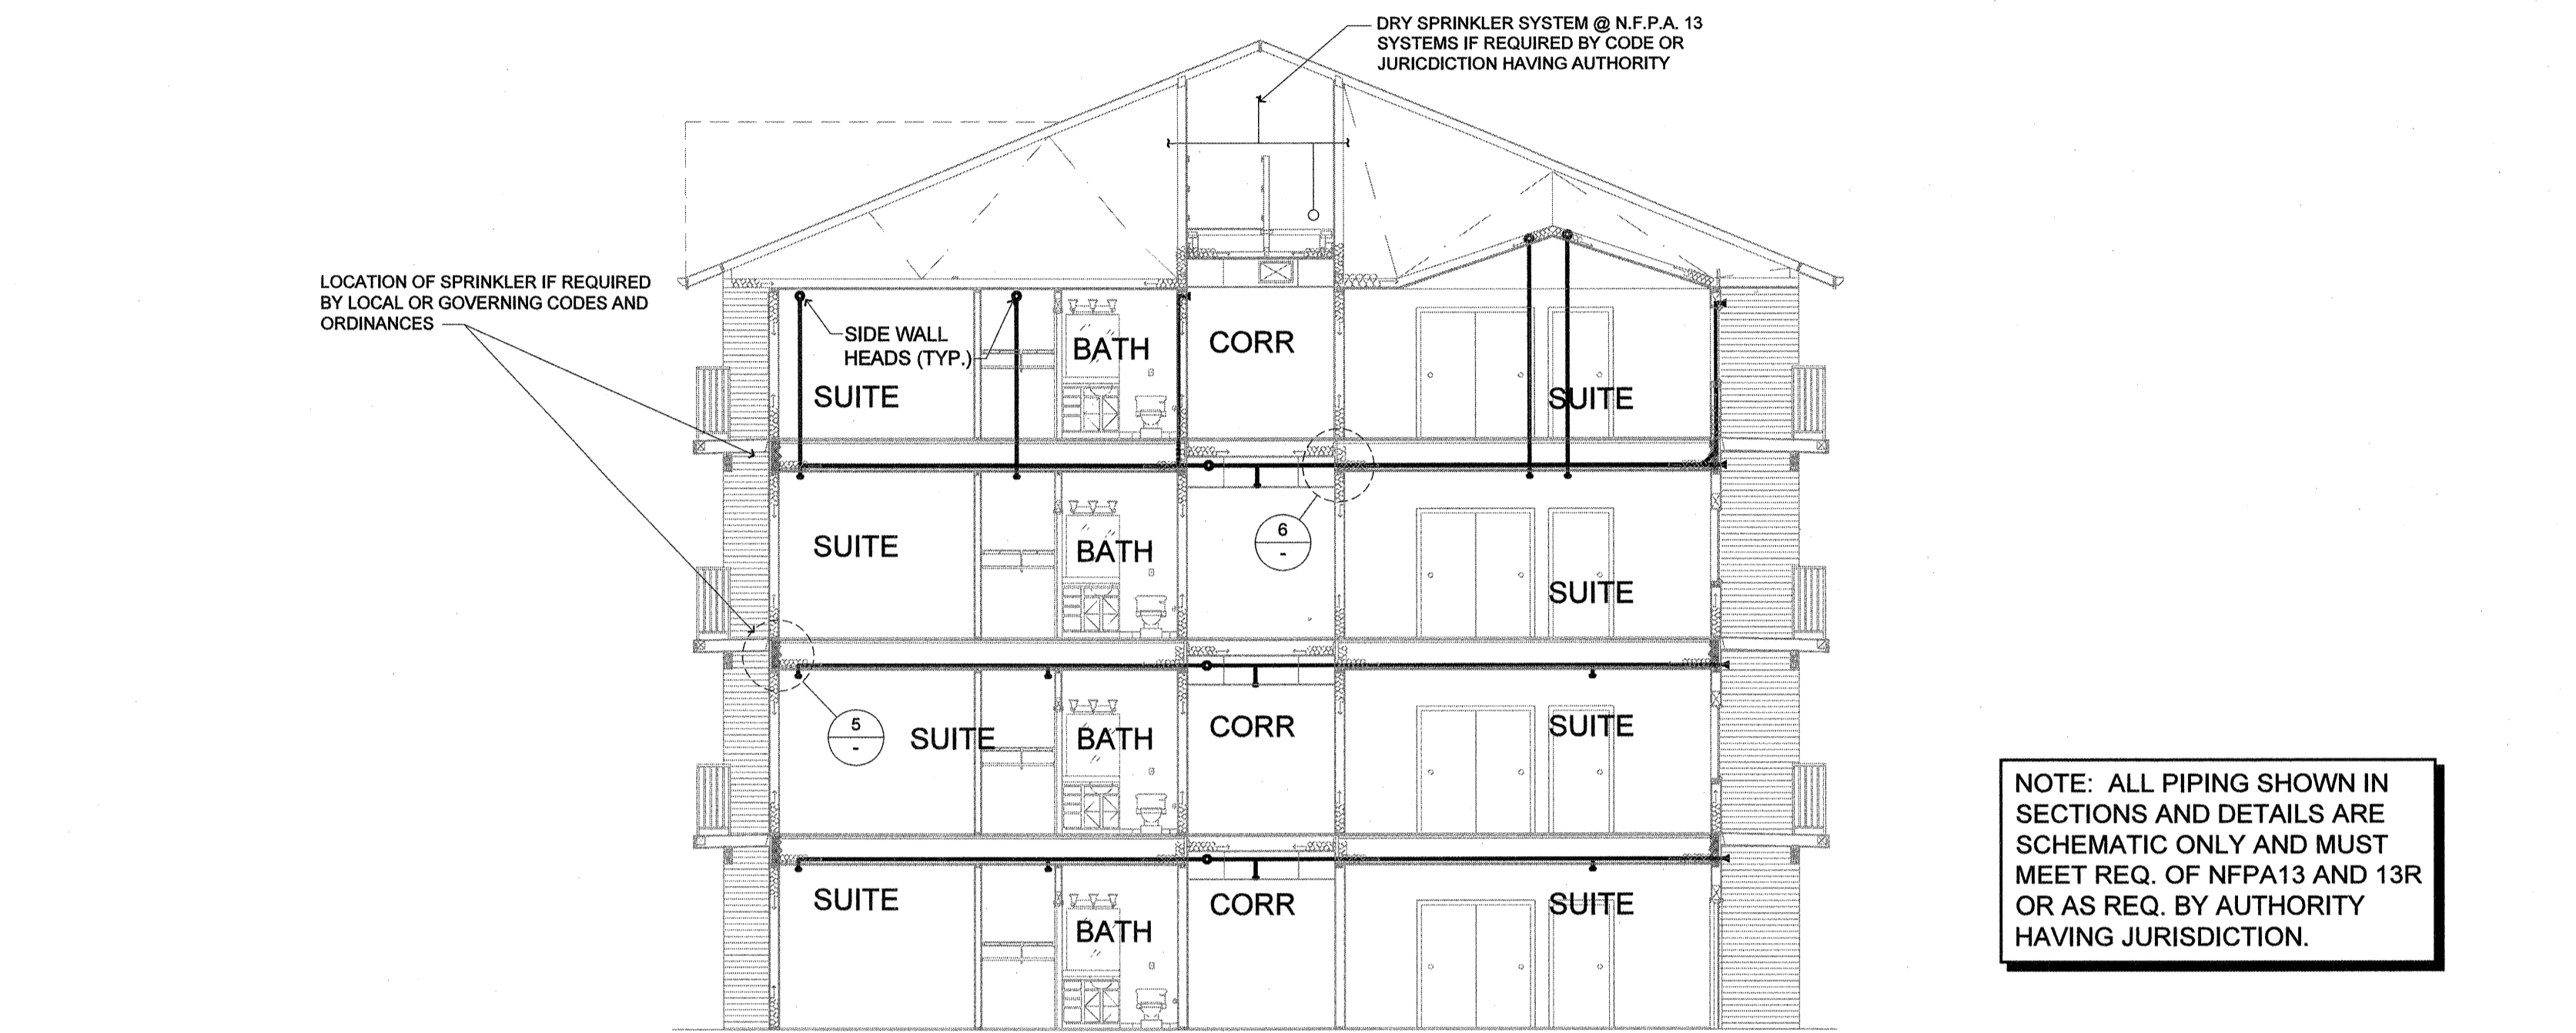 DRY SPRINKLER SYSTEM @ N.F.P.A. 13
SYSTEMS IF REQUIRED BY CODE OR
JURICDICTION HAVING AUTHORITY
LOCATION OF SPRINKLER IF REQUIRED
BY LOCAL OR GOVERNING CODES AND
ORDINANCES
SIDE WALL
HEADS (TYP.)
BATH
CORR
SUITE
SUITE
6
-
SUITE
BATH
SUITE
5
-
SUITE
BATH
CORR
SUITE
SUITE
BATH
CORR
SUITE
NOTE: ALL PIPING SHOWN IN
SECTIONS AND DETAILS ARE
SCHEMATIC ONLY AND MUST
MEET REQ. OF NFPA13 AND 13R
OR AS REQ. BY AUTHORITY
HAVING JURISDICTION.